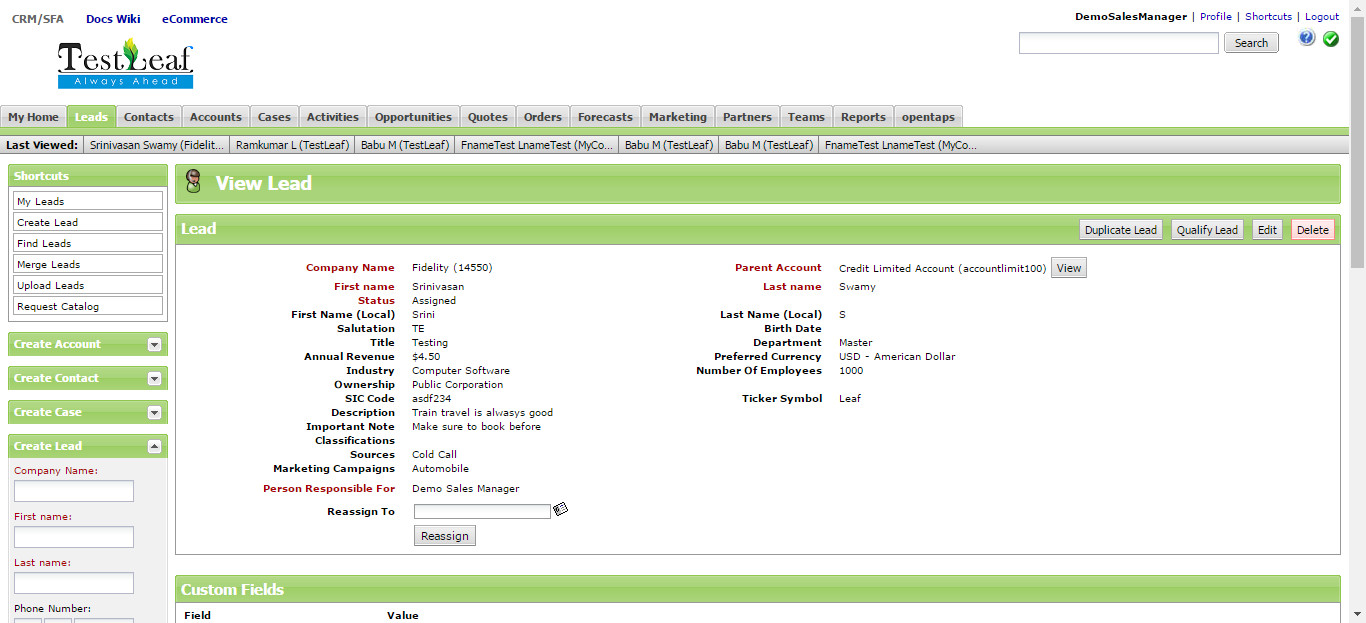 CRM/SFA Docs Wiki eCommerce
DemoSalesManager | Profile | Shortcuts | Logout
TestLeaf
Always Ahead
Search
My Home Leads Contacts Accounts Cases Activities Opportunities Quotes Orders Forecasts Marketing Partners Teams Reports opentaps
Last Viewed: Srinivasan Swamy (Fidelit... Ramkumar L (TestLeaf) Babu M (TestLeaf) FnameTest LnameTest (MyCo... Babu M (TestLeaf) Babu M (TestLeaf) FnameTest LnameTest (MyCo...
Shortcuts
My Leads
Create Lead
Find Leads
Merge Leads
Upload Leads
Request Catalog
Create Account
Create Contact
Create Case
Create Lead
Company Name:
First name:
Last name:
Phone Number:
View Lead
Lead Duplicate Lead Qualify Lead Edit Delete
Company Name Fidelity (14550) Parent Account Credit Limited Account (accountlimit100) View
First name Srinivasan Last name Swamy
Status Assigned
First Name (Local) Srini Last Name (Local) S
Salutation TE Birth Date
Title Testing Department Master
Annual Revenue $4.50 Preferred Currency USD - American Dollar
Industry Computer Software Number Of Employees 1000
Ownership Public Corporation
SIC Code asdf234 Ticker Symbol Leaf
Description Train travel is alwasys good
Important Note Make sure to book before
Classifications
Sources Cold Call
Marketing Campaigns Automobile
Person Responsible For Demo Sales Manager
Reassign To
Reassign
Custom Fields
Field Value